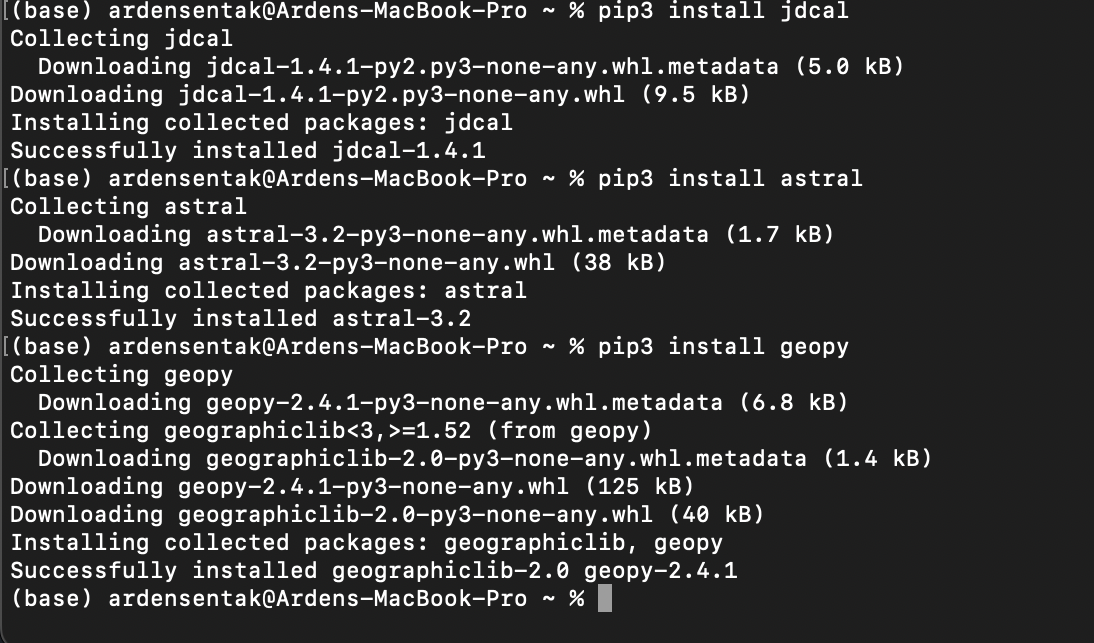 [(base) ardensentak@Ardens-MacBook-Pro ~ % pip3 install jdcal
Collecting jdcal
  Downloading jdcal-1.4.1-py2.py3-none-any.whl.metadata (5.0 kB)
Downloading jdcal-1.4.1-py2.py3-none-any.whl (9.5 kB)
Installing collected packages: jdcal
Successfully installed jdcal-1.4.1
[(base) ardensentak@Ardens-MacBook-Pro ~ % pip3 install astral
Collecting astral
  Downloading astral-3.2-py3-none-any.whl.metadata (1.7 kB)
Downloading astral-3.2-py3-none-any.whl (38 kB)
Installing collected packages: astral
Successfully installed astral-3.2
[(base) ardensentak@Ardens-MacBook-Pro ~ % pip3 install geopy
Collecting geopy
  Downloading geopy-2.4.1-py3-none-any.whl.metadata (6.8 kB)
Collecting geographiclib<3,>=1.52 (from geopy)
  Downloading geographiclib-2.0-py3-none-any.whl.metadata (1.4 kB)
Downloading geopy-2.4.1-py3-none-any.whl (125 kB)
Downloading geographiclib-2.0-py3-none-any.whl (40 kB)
Installing collected packages: geographiclib, geopy
Successfully installed geographiclib-2.0 geopy-2.4.1
(base) ardensentak@Ardens-MacBook-Pro ~ %